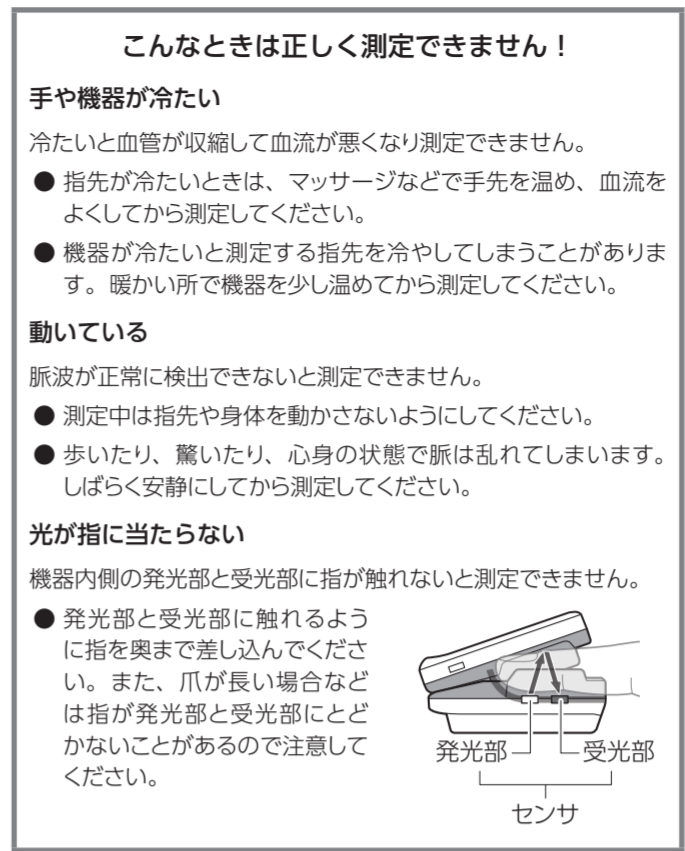 こんなときは正しく測定できません！
手や機器が冷たい
冷たいと血管が収縮して血流が悪くなり測定できません。
● 指先が冷たいときは、マッサージなどで手先を温め、血流を
よくしてから測定してください。
● 機器が冷たいと測定する指先を冷やしてしまうことがありま
す。暖かい所で機器を少し温めてから測定してください。
動いている
脈波が正常に検出できないと測定できません。
● 測定中は指先や身体を動かさないようにしてください。
● 歩いたり、驚いたり、心身の状態で脈は乱れてしまいます。
しばらく安静にしてから測定してください。
光が指に当たらない
機器内側の発光部と受光部に指が触れないと測定できません。
● 発光部と受光部に触れるよう
に指を奥まで差し込んでくださ
い。また、爪が長い場合など
は指が発光部と受光部にとど
かないことがあるので注意して
ください。
発光部
受光部
センサ